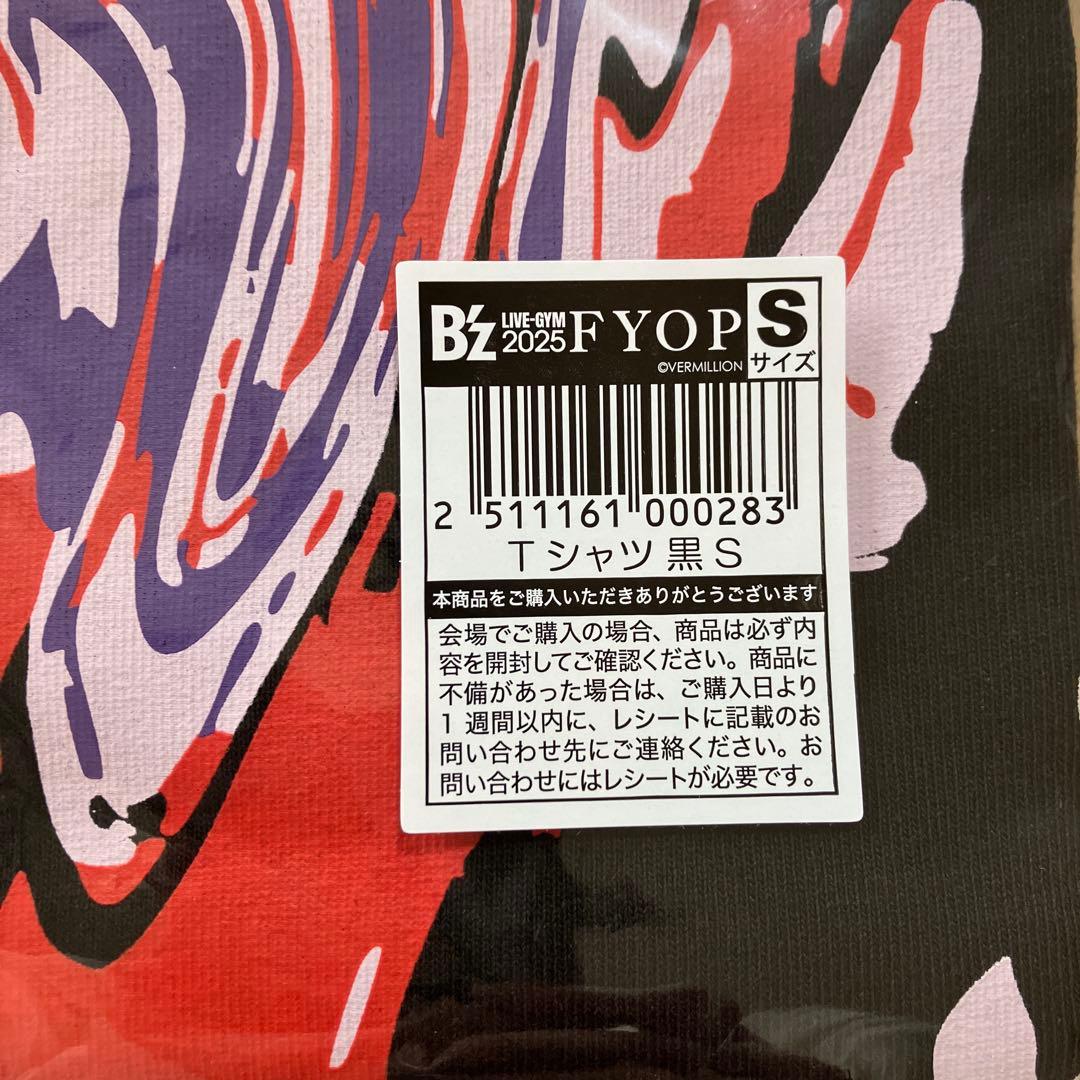 B'z LIVE-GYM 2025 FYOP S
©VERMILLION サイズ
2 511161 000283
Tシャツ 黒 S
本商品をご購入いただきありがとうございます
会場でご購入の場合、商品は必ず内
容を開封してご確認ください。商品に
不備があった場合は、ご購入日より
1 週間以内に、レシートに記載のお
問い合わせ先にご連絡ください。お
問い合わせにはレシートが必要です。